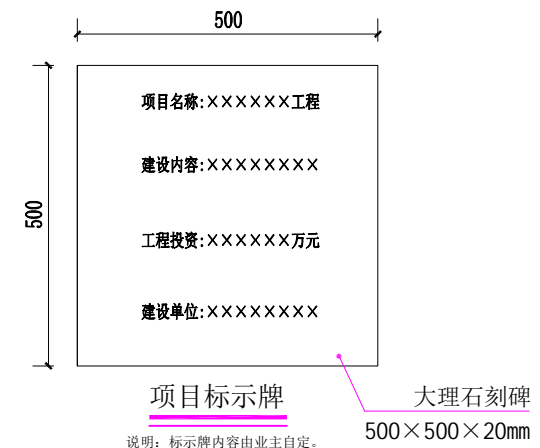 500
500
项目名称:××××××工程
建设内容:××××××××
工程投资:××××××万元
建设单位:××××××××
项目标示牌
大理石刻碑
500×500×20mm
说明：标示牌内容由业主自定。